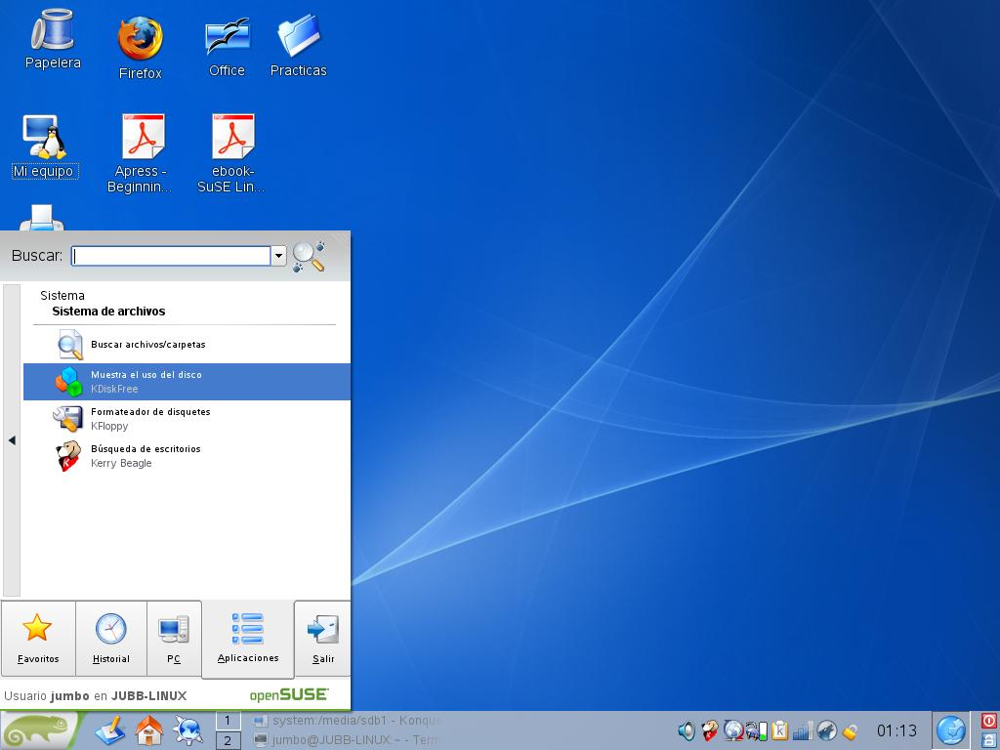 Papelera
Firefox
Office
Practicas
Mi equipo
Apress -
Beginnin...
ebook-
SuSE Lin...
Buscar:
Sistema
Sistema de archivos
Buscar archivos/carpetas
Muestra el uso del disco
KDiskFree
Formateador de disquetes
KFloppy
Búsqueda de escritorios
Kerry Beagle
Favoritos
Historial
PC
Aplicaciones
Salir
Usuario jumbo en JUBB-LINUX
openSUSE
1
2
system:/media/sdb1 - Konque
jumbo@JUBB-LINUX:~ - Term
01:13